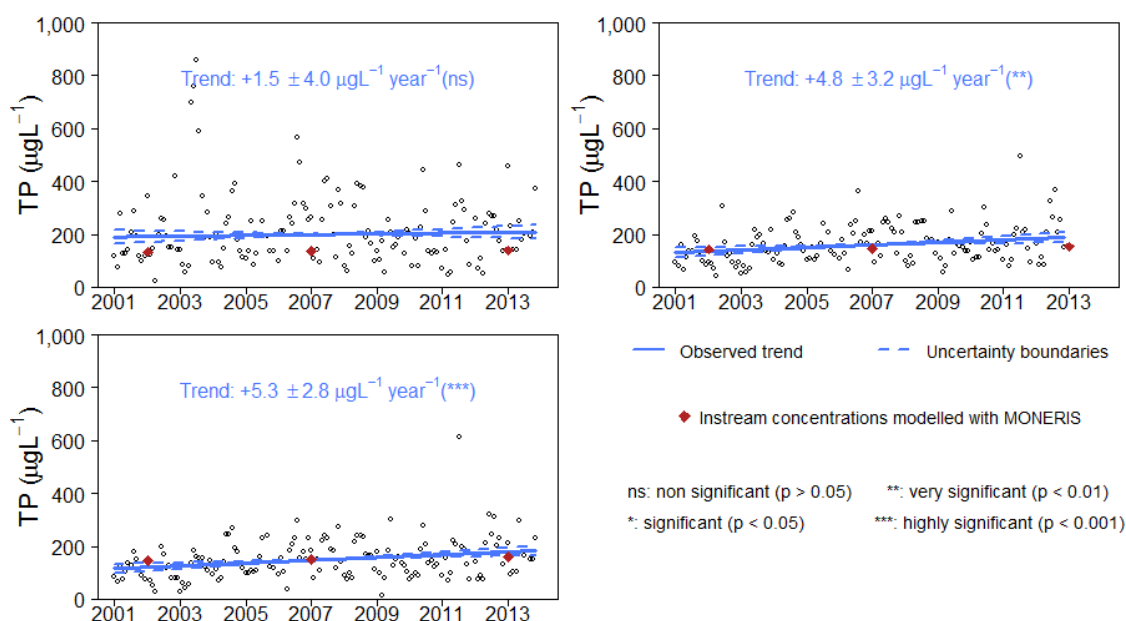 1,000
800
600
400
200
0
TP (μgL⁻¹)
Trend: +1.5 ±4.0 μgL⁻¹ year⁻¹(ns)
2001 2003 2005 2007 2009 2011 2013
1,000
800
600
400
200
0
TP (μgL⁻¹)
Trend: +4.8 ±3.2 μgL⁻¹ year⁻¹(**)
2001 2003 2005 2007 2009 2011 2013
1,000
800
600
400
200
0
TP (μgL⁻¹)
Trend: +5.3 ±2.8 μgL⁻¹ year⁻¹(***)
2001 2003 2005 2007 2009 2011 2013
Observed trend Uncertainty boundaries
Instream concentrations modelled with MONERIS
ns: non significant (p > 0.05) **: very significant (p < 0.01)
*: significant (p < 0.05) ***: highly significant (p < 0.001)